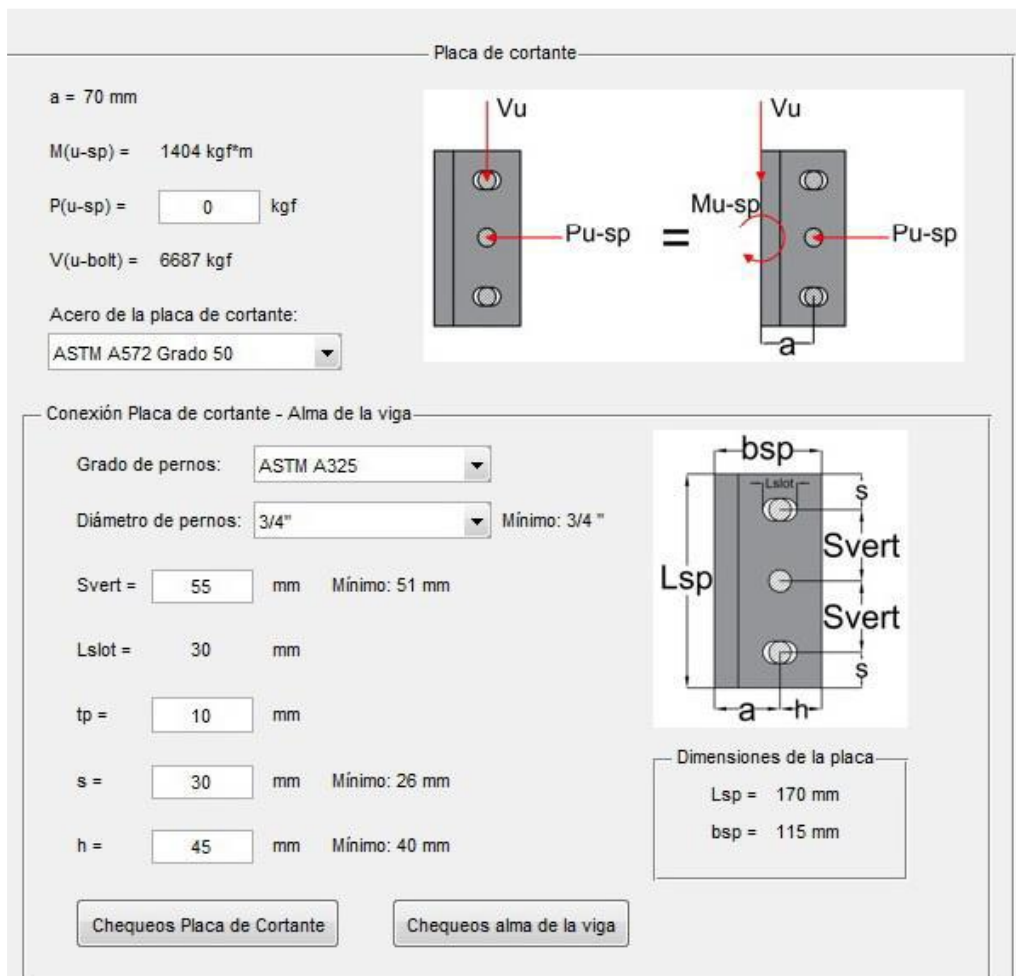 Placa de cortante
a = 70 mm
M(u-sp) = 1404 kgf*m
P(u-sp) = 0 kgf
V(u-bolt) = 6687 kgf
Acero de la placa de cortante:
ASTM A572 Grado 50
Vu
Pu-sp
=
Vu
Mu-sp
Pu-sp
a
Conexión Placa de cortante - Alma de la viga
Grado de pernos: ASTM A325
Diámetro de pernos: 3/4" Mínimo: 3/4 "
Svert = 55 mm Mínimo: 51 mm
Lslot = 30 mm
tp = 10 mm
s = 30 mm Mínimo: 26 mm
h = 45 mm Mínimo: 40 mm
bsp
Lslot
s
Svert
Lsp
Svert
s
a
h
Dimensiones de la placa
Lsp = 170 mm
bsp = 115 mm
Chequeos Placa de Cortante
Chequeos alma de la viga